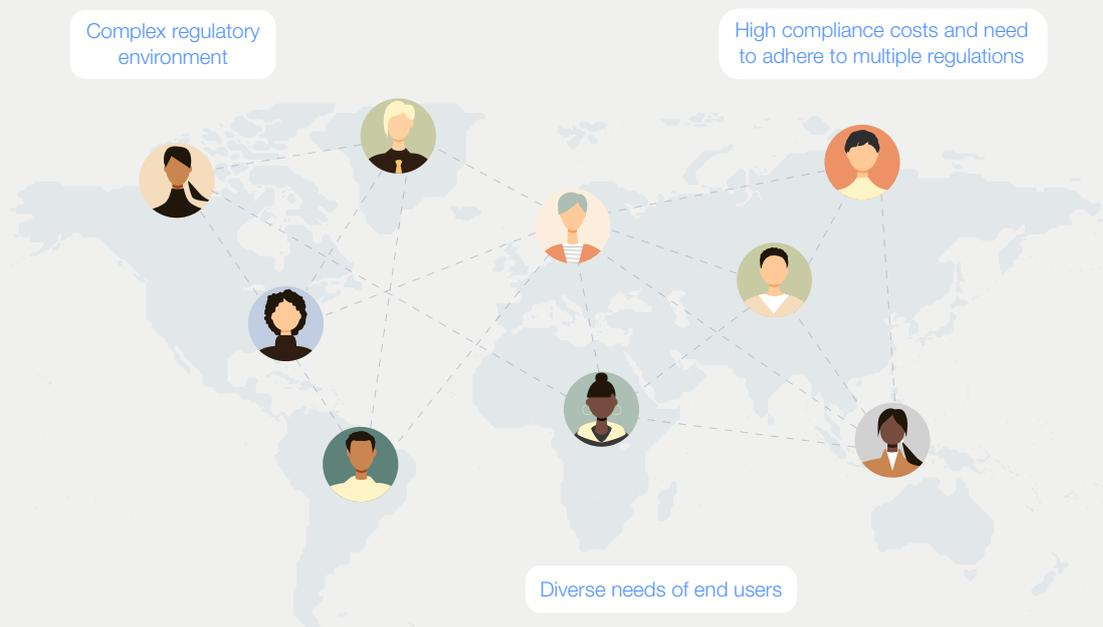 Complex regulatory
environment
High compliance costs and need
to adhere to multiple regulations
Diverse needs of end users